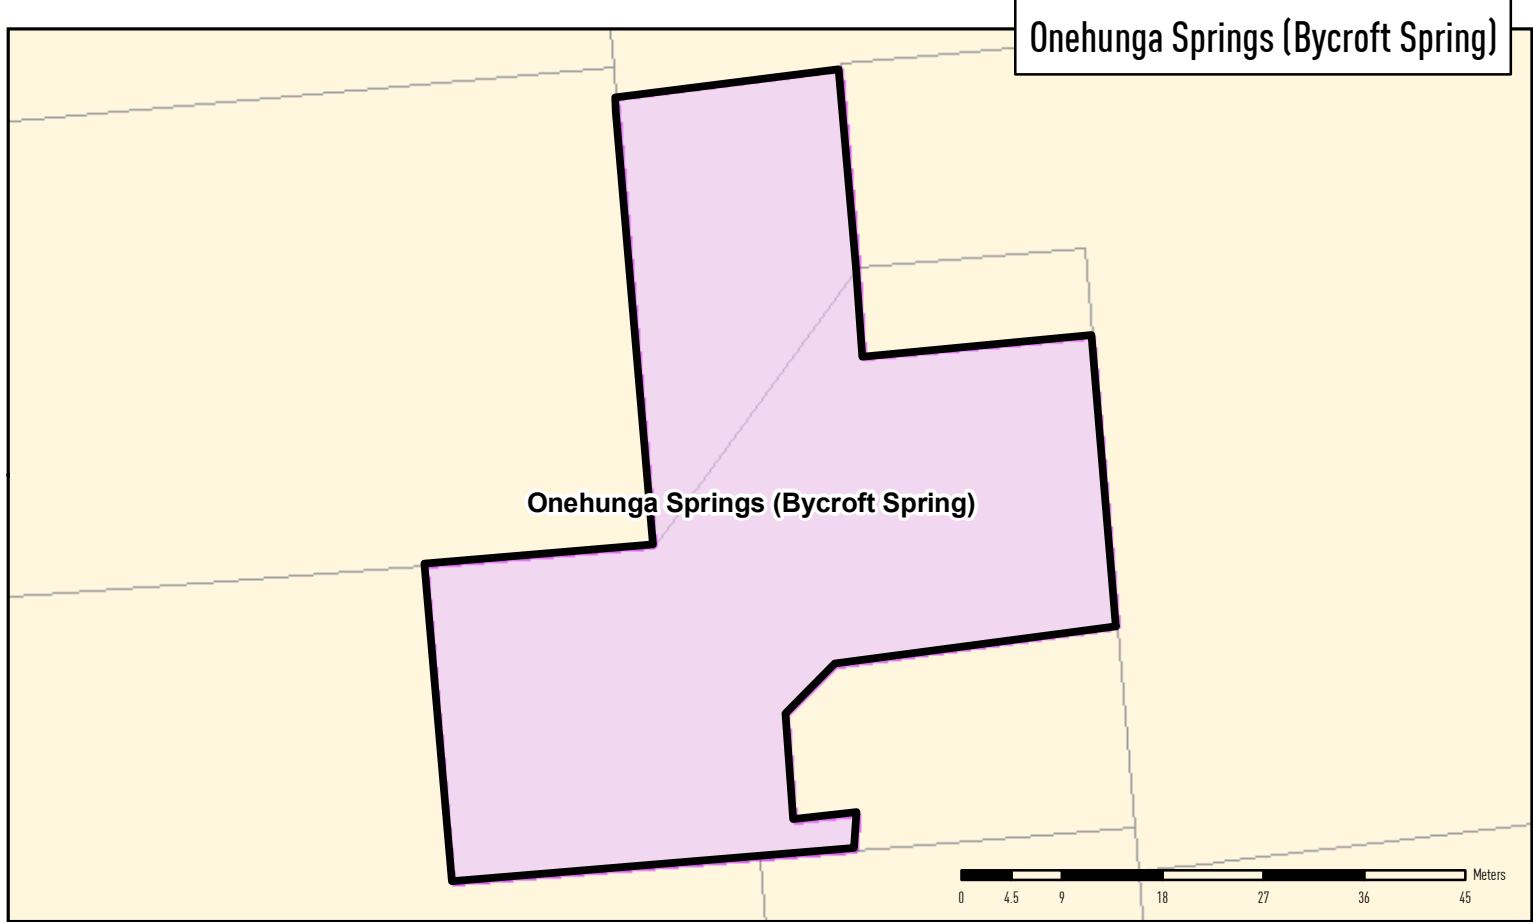 Onehunga Springs (Bycroft Spring)
Onehunga Springs (Bycroft Spring)
Meters
0 4.5 9 18 27 36 45